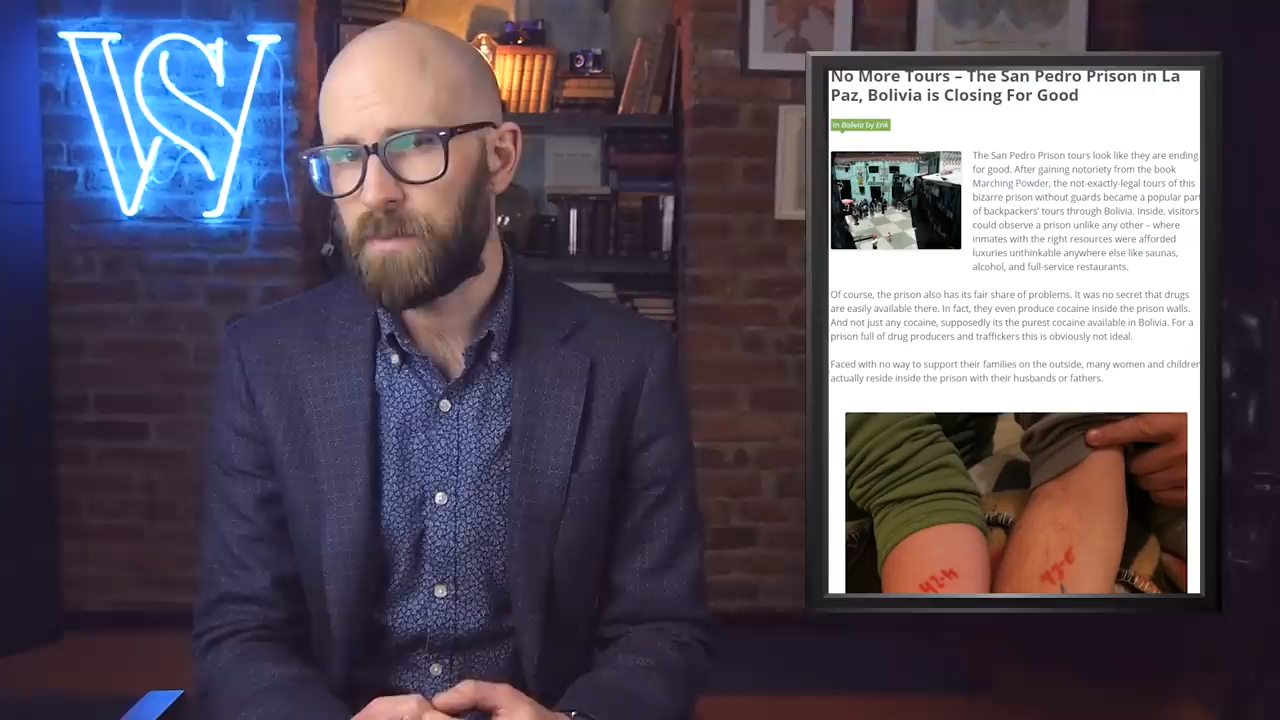 SW
No More Tours – The San Pedro Prison in La
Paz, Bolivia is Closing For Good
in Bolivia by Erik
The San Pedro Prison tours look like they are ending
for good. After gaining notoriety from the book
Marching Powder, the not-exactly-legal tours of this
bizarre prison without guards became a popular part
of backpackers' tours through Bolivia. Inside, visitors
could observe a prison unlike any other – where
inmates with the right resources were afforded
luxuries unthinkable anywhere else like saunas,
alcohol, and full-service restaurants.
Of course, the prison also has its fair share of problems. It was no secret that drugs
are easily available there. In fact, they even produce cocaine inside the prison walls.
And not just any cocaine, supposedly its the purest cocaine available in Bolivia. For a
prison full of drug producers and traffickers this is obviously not ideal.
Faced with no way to support their families on the outside, many women and children
actually reside inside the prison with their husbands or fathers.